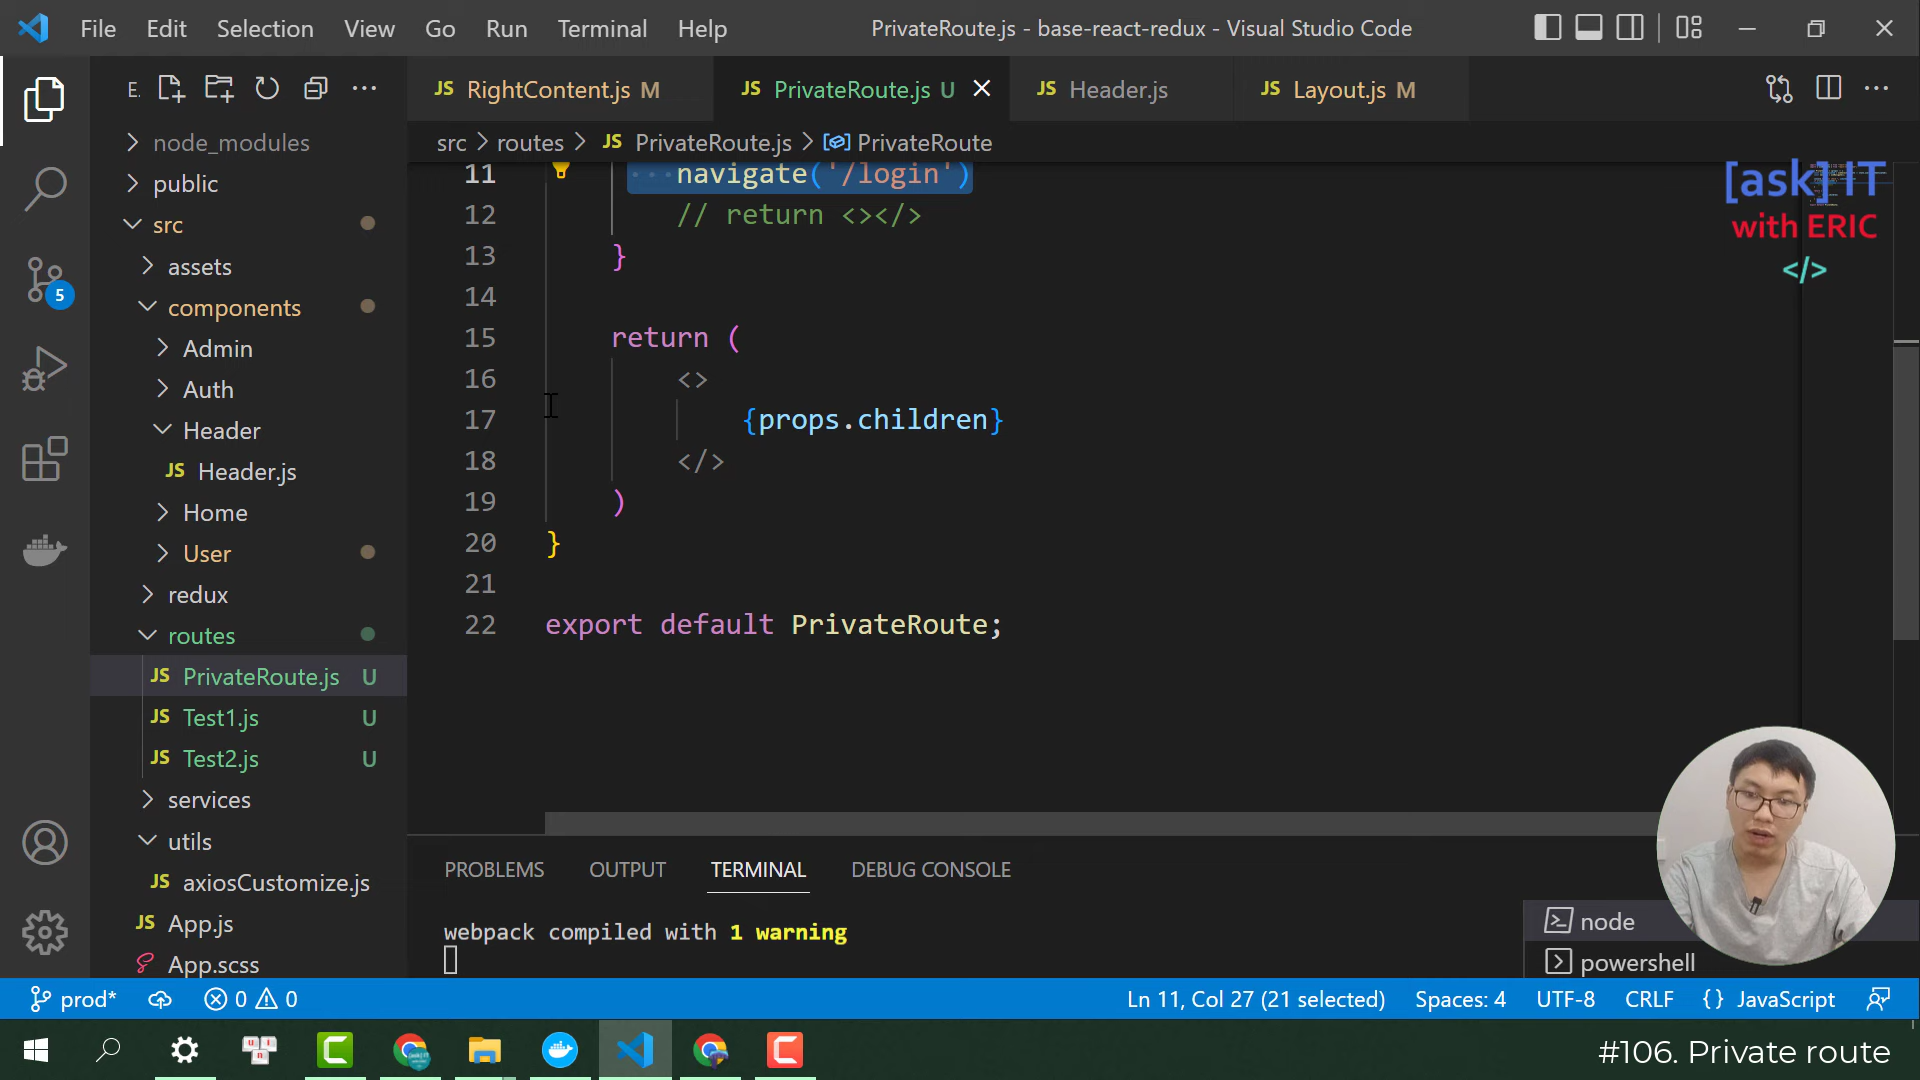 File Edit Selection View Go Run Terminal Help
PrivateRoute.js - base-react-redux - Visual Studio Code
E.
JS RightContent.js M
JS PrivateRoute.js U
JS Header.js
JS Layout.js M
src > routes > JS PrivateRoute.js > PrivateRoute
node_modules
public
src
assets
components
Admin
Auth
Header
JS Header.js
Home
User
redux
routes
JS PrivateRoute.js U
JS Test1.js U
JS Test2.js U
services
utils
JS axiosCustomize.js
JS App.js
App.scss
5
11 navigate('/login')
12 // return <></>
13 }
14
15 return (
16 <>
17 {props.children}
18 </>
19 )
20 }
21
22 export default PrivateRoute;
[ask] IT
with ERIC
</>
PROBLEMS OUTPUT TERMINAL DEBUG CONSOLE
webpack compiled with 1 warning
node
powershell
prod* 0 0
Ln 11, Col 27 (21 selected) Spaces: 4 UTF-8 CRLF {} JavaScript
#106. Private route